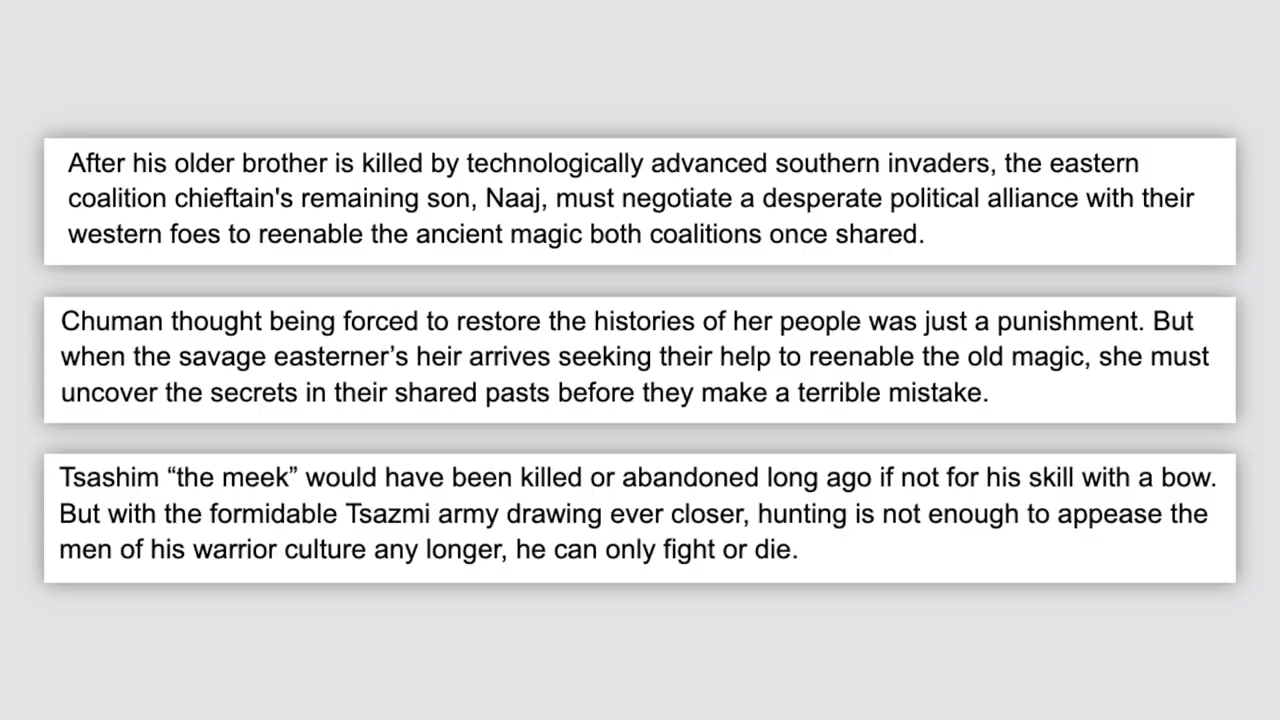 After his older brother is killed by technologically advanced southern invaders, the eastern
coalition chieftain's remaining son, Naaj, must negotiate a desperate political alliance with their
western foes to reenable the ancient magic both coalitions once shared.
Chuman thought being forced to restore the histories of her people was just a punishment. But
when the savage easterner’s heir arrives seeking their help to reenable the old magic, she must
uncover the secrets in their shared pasts before they make a terrible mistake.
Tsashim “the meek” would have been killed or abandoned long ago if not for his skill with a bow.
But with the formidable Tsazmi army drawing ever closer, hunting is not enough to appease the
men of his warrior culture any longer, he can only fight or die.